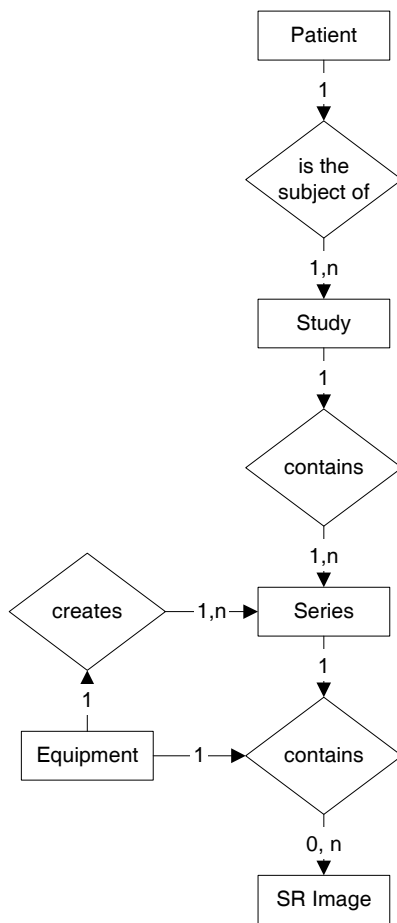 Patient
1
is the
subject of
1,n
Study
1
contains
1,n
creates
1,n
Series
1
1
Equipment
1
contains
0, n
SR Image